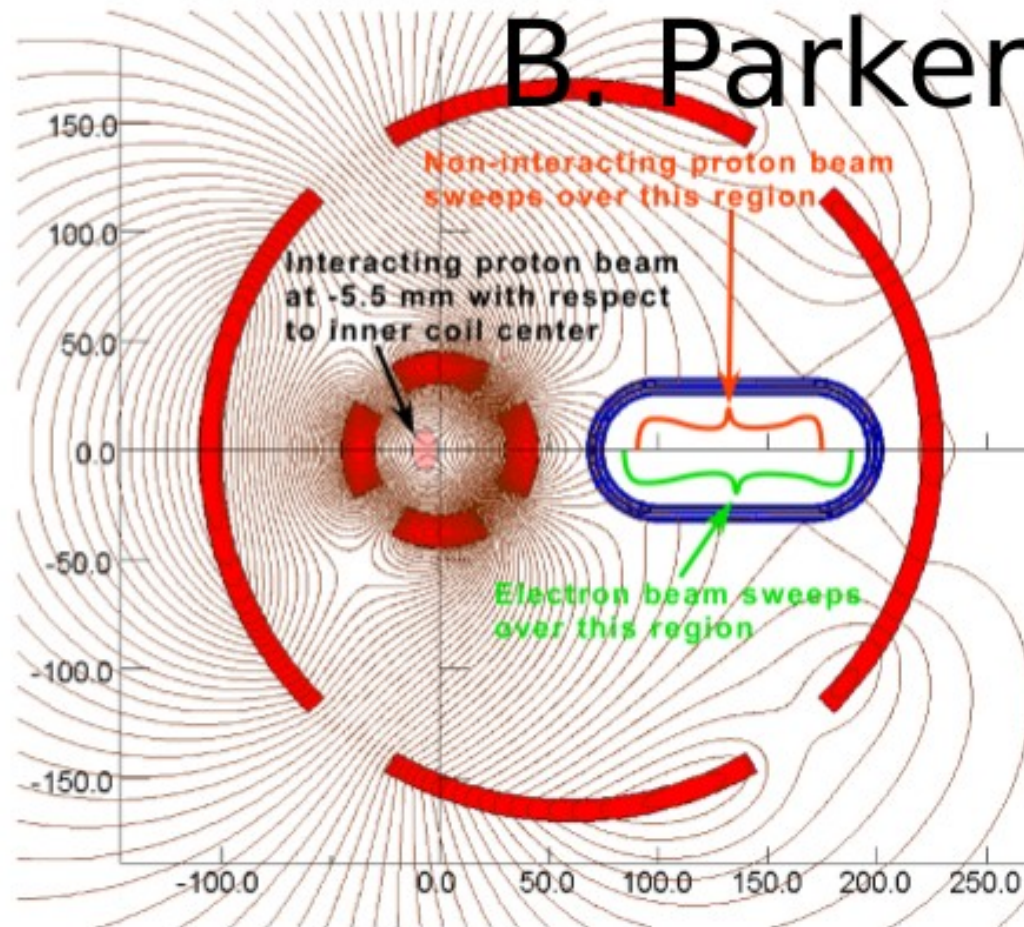 B. Parker
150.0
Non-interacting proton beam
sweeps over this region
100.0
Interacting proton beam
at -5.5 mm with respect
to inner coil center
50.0
0.0
-50.0
Electron beam sweeps
over this region
-100.0
-150.0
-100.0 0.0 50.0 100.0 150.0 200.0 250.0